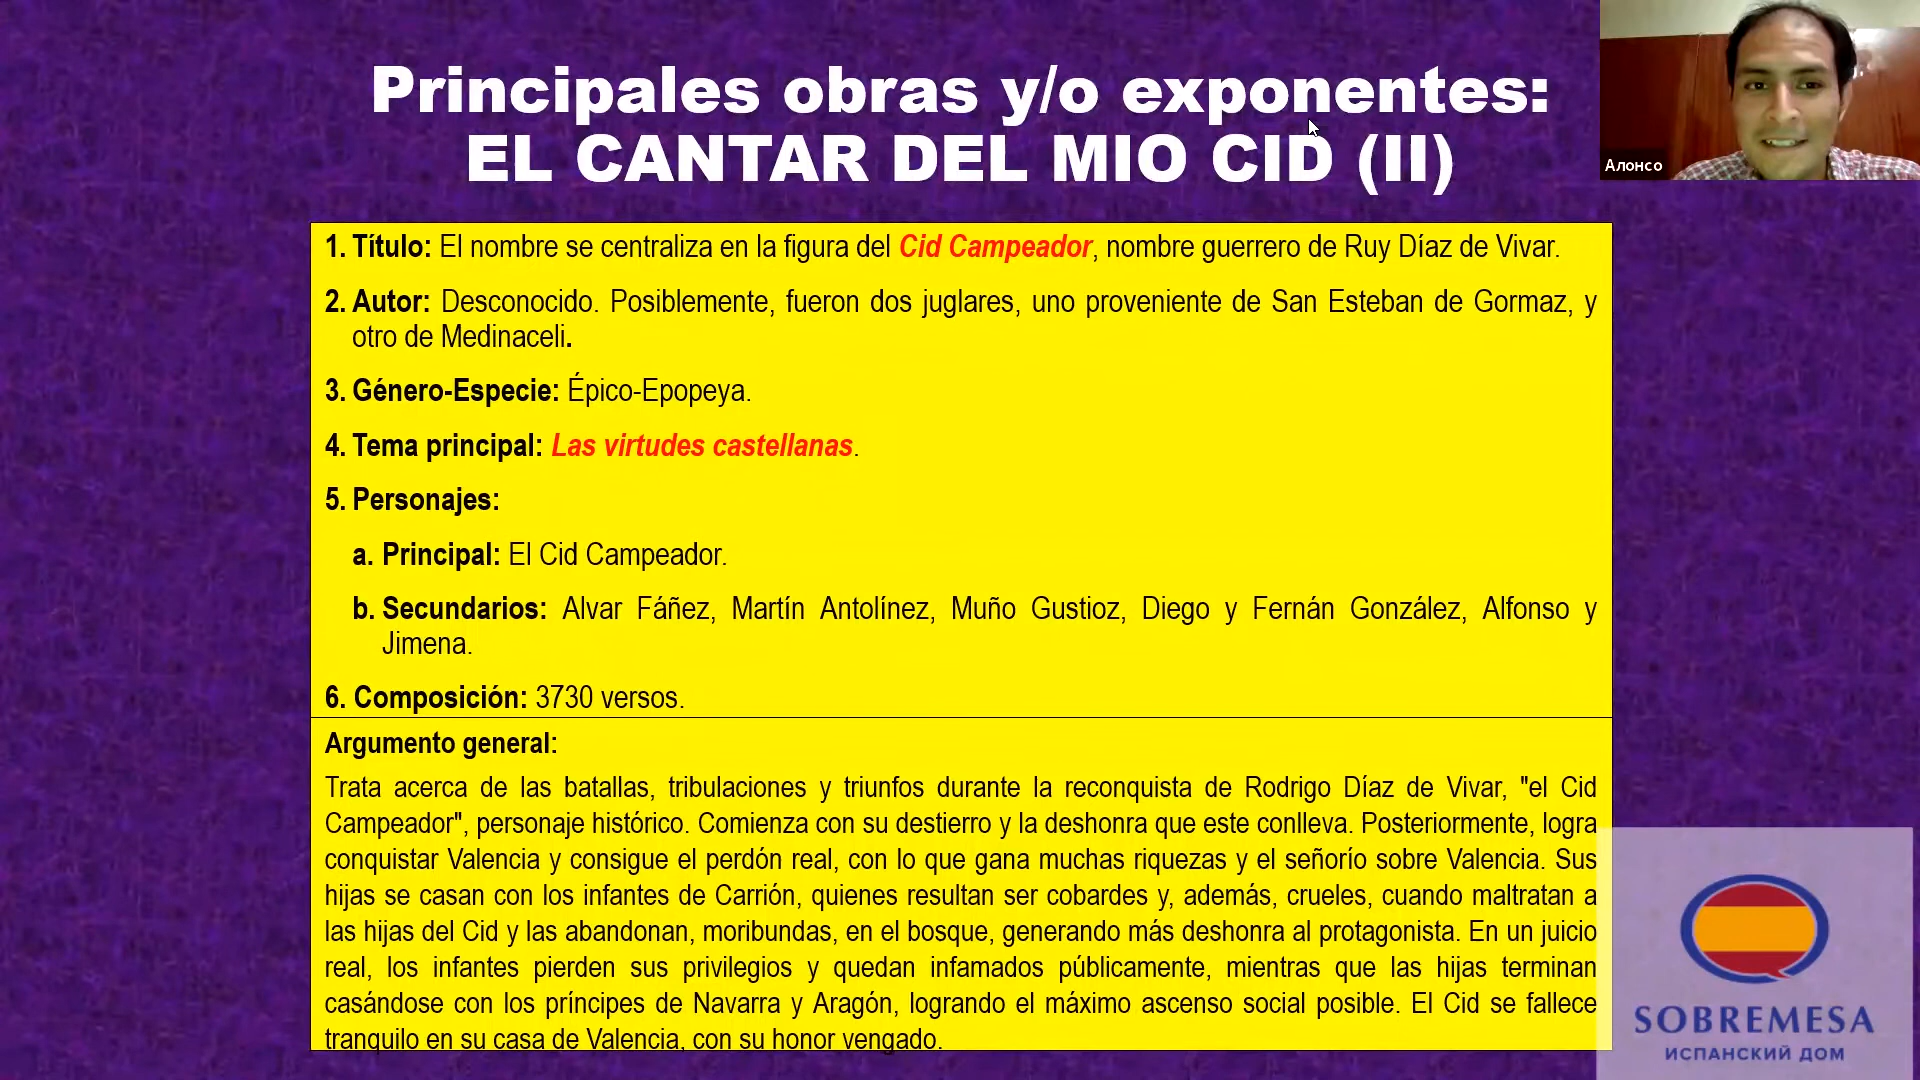 Principales obras y/o exponentes:
EL CANTAR DEL MIO CID (II)
Алонсо
1. Título: El nombre se centraliza en la figura del Cid Campeador, nombre guerrero de Ruy Díaz de Vivar.
2. Autor: Desconocido. Posiblemente, fueron dos juglares, uno proveniente de San Esteban de Gormaz, y
otro de Medinaceli.
3. Género-Especie: Épico-Epopeya.
4. Tema principal: Las virtudes castellanas.
5. Personajes:
a. Principal: El Cid Campeador.
b. Secundarios: Alvar Fáñez, Martín Antolínez, Muño Gustioz, Diego y Fernán González, Alfonso y
Jimena.
6. Composición: 3730 versos.
Argumento general:
Trata acerca de las batallas, tribulaciones y triunfos durante la reconquista de Rodrigo Díaz de Vivar, "el Cid
Campeador", personaje histórico. Comienza con su destierro y la deshonra que este conlleva. Posteriormente, logra
conquistar Valencia y consigue el perdón real, con lo que gana muchas riquezas y el señorío sobre Valencia. Sus
hijas se casan con los infantes de Carrión, quienes resultan ser cobardes y, además, crueles, cuando maltratan a
las hijas del Cid y las abandonan, moribundas, en el bosque, generando más deshonra al protagonista. En un juicio
real, los infantes pierden sus privilegios y quedan infamados públicamente, mientras que las hijas terminan
casándose con los príncipes de Navarra y Aragón, logrando el máximo ascenso social posible. El Cid se fallece
tranquilo en su casa de Valencia, con su honor vengado.
SOBREMESA
ИСПАНСКИЙ ДОМ